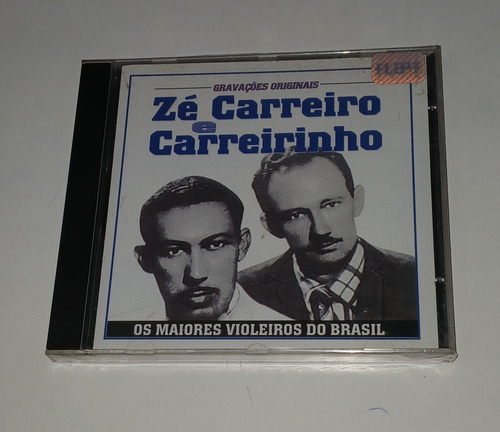 GRAVAÇÕES ORIGINAIS
Zé Carreiro
e
Carreirinho
OS MAIORES VIOLEIROS DO BRASIL